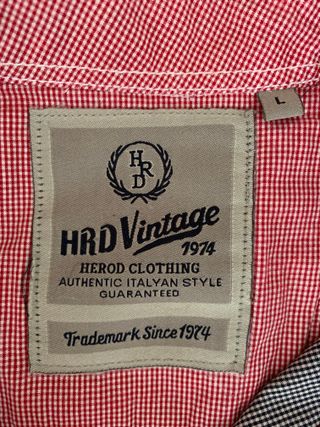 L
HRD
HRD Vintage
1974
HEROD CLOTHING
AUTHENTIC ITALYAN STYLE
GUARANTEED
Trademark Since 1974